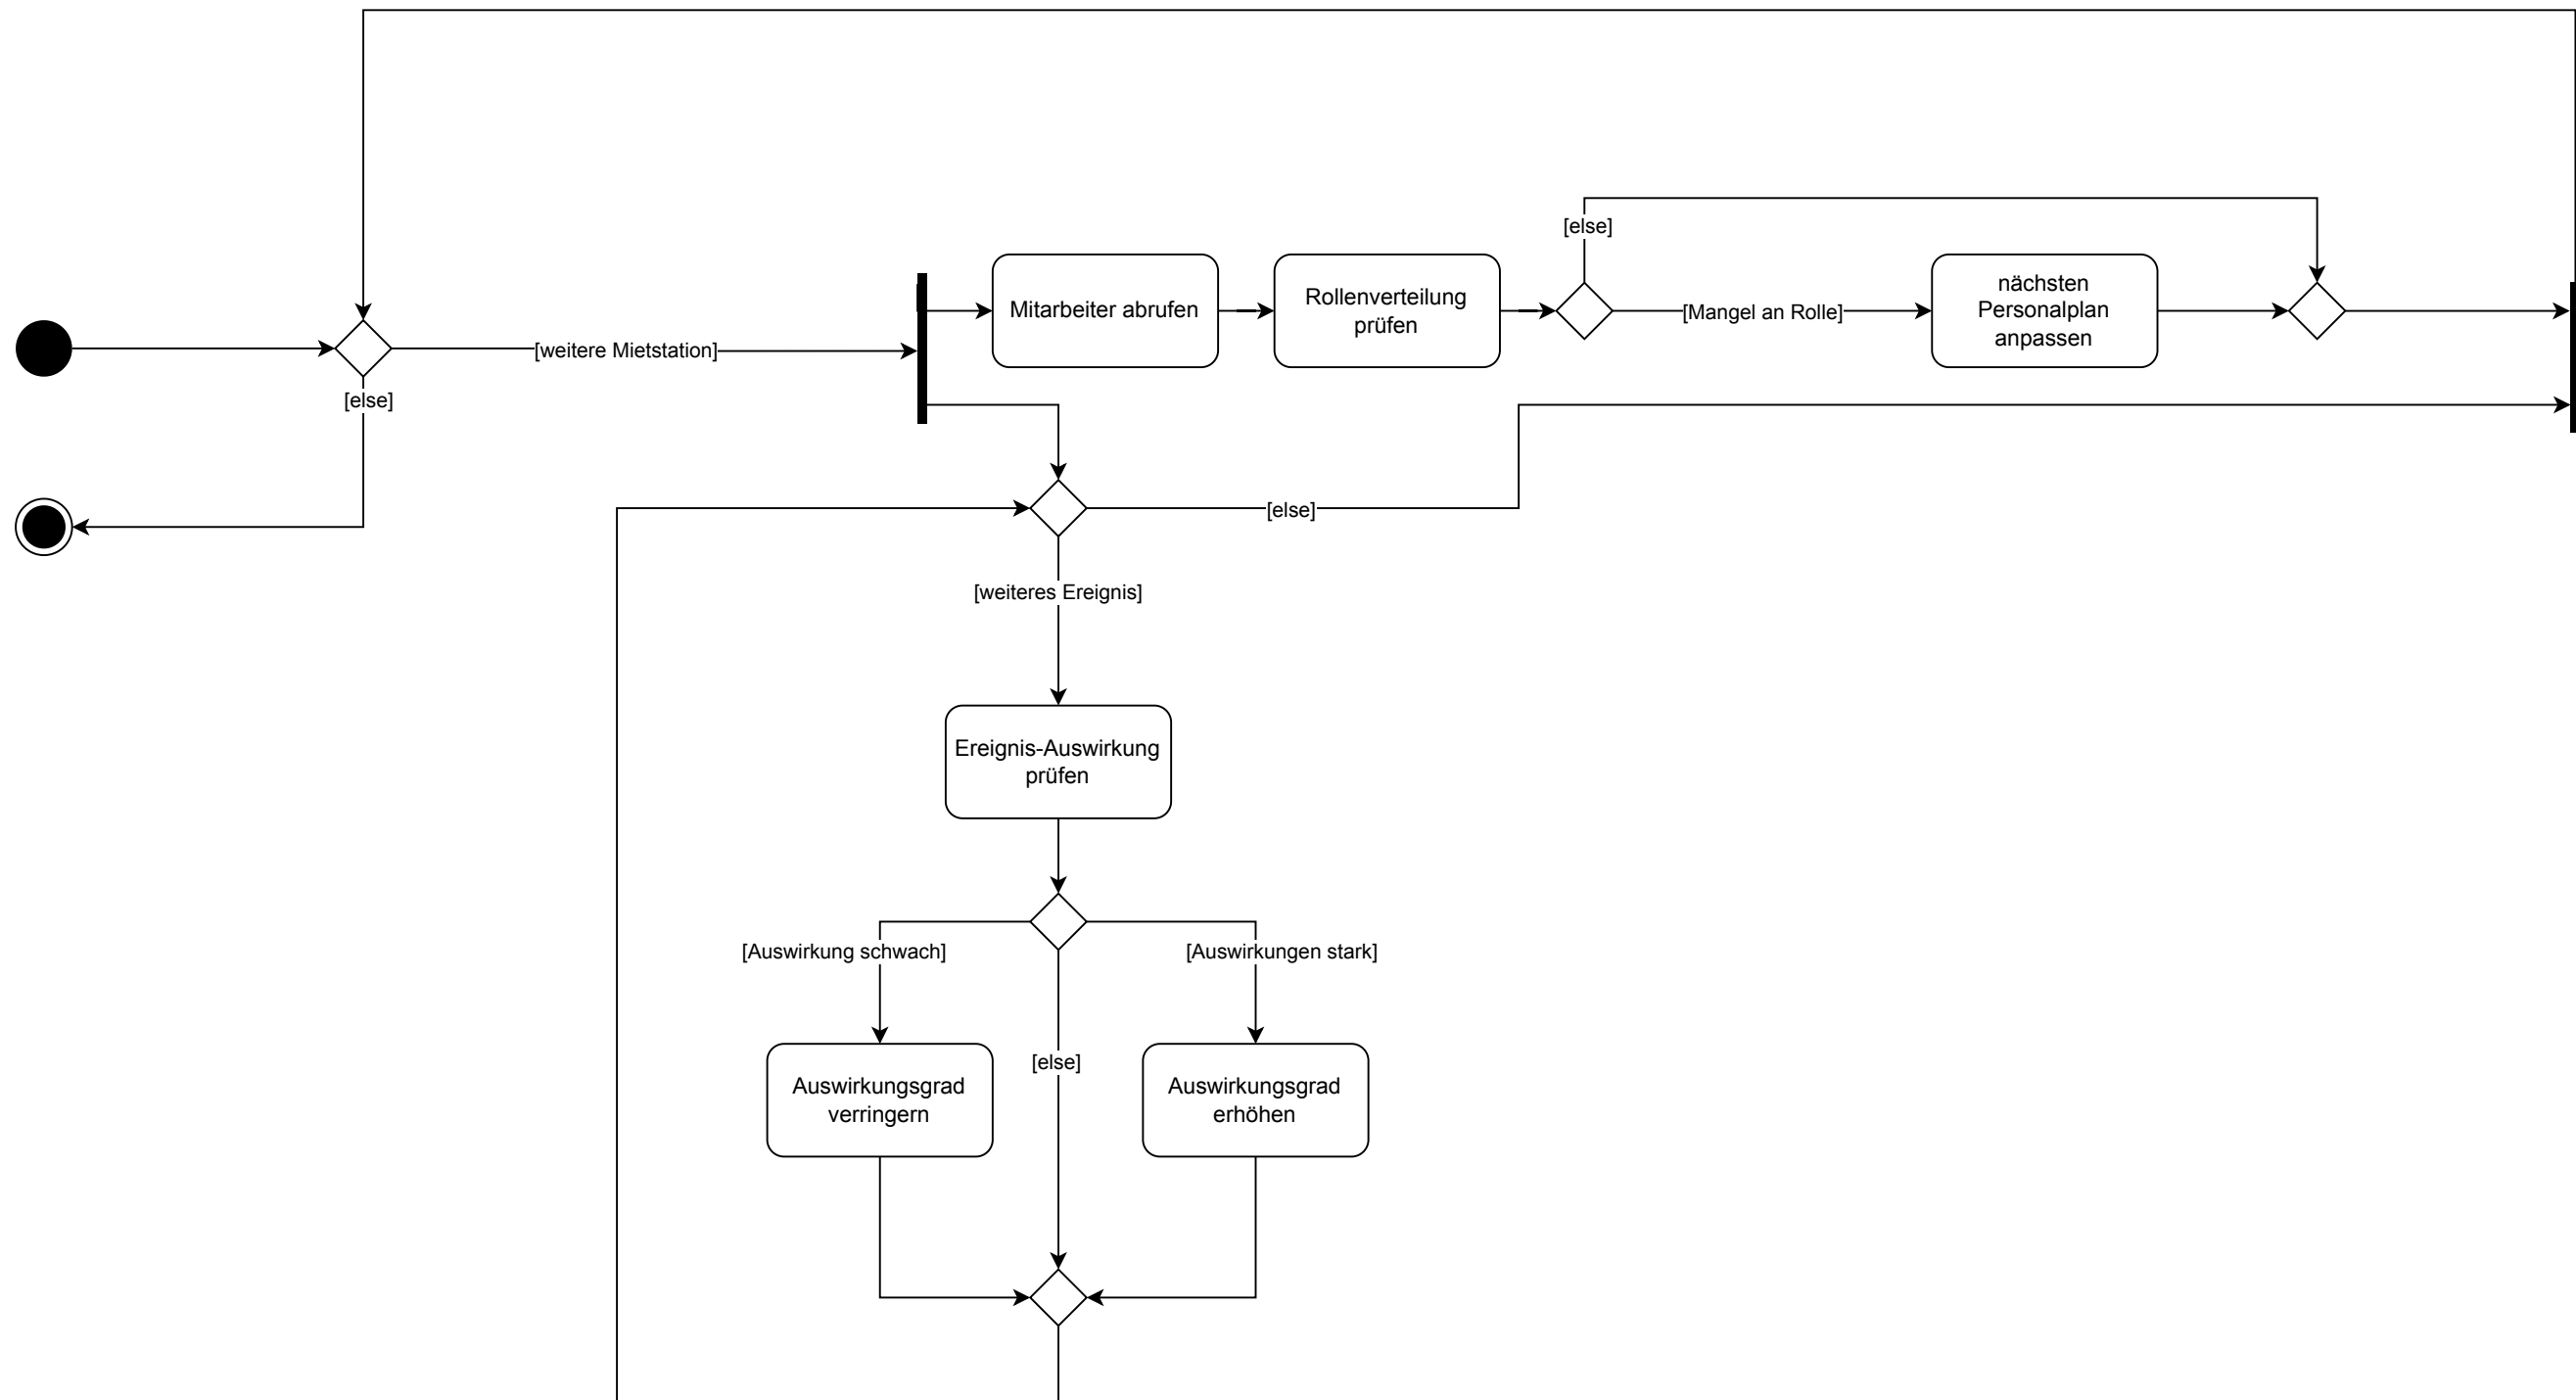 [else]
Mitarbeiter abrufen
Rollenverteilung
prüfen
[Mangel an Rolle]
nächsten
Personalplan
anpassen
[weitere Mietstation]
[else]
[else]
[weiteres Ereignis]
Ereignis-Auswirkung
prüfen
[Auswirkung schwach]
[Auswirkungen stark]
[else]
Auswirkungsgrad
verringern
Auswirkungsgrad
erhöhen